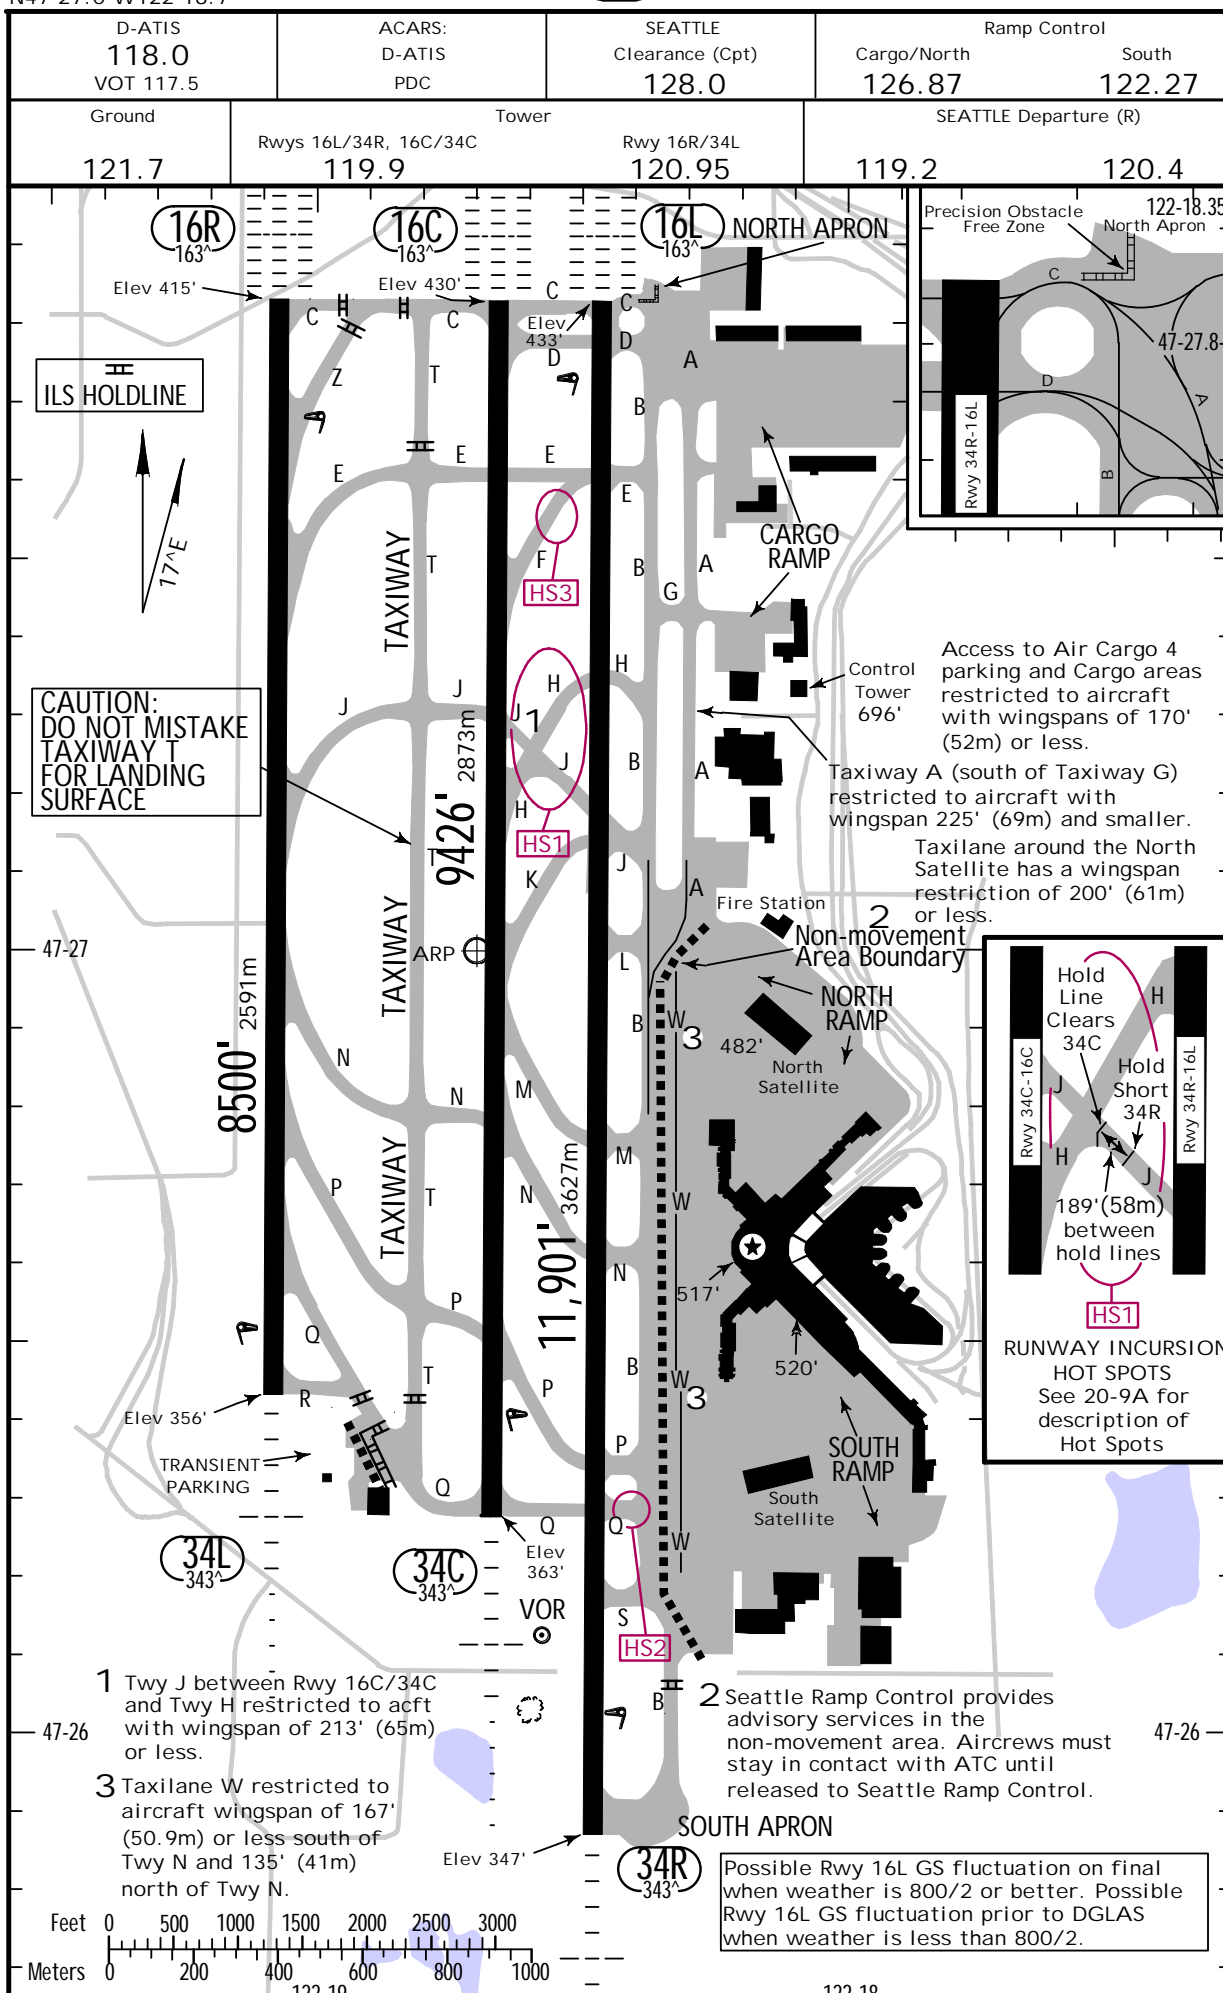 D-ATIS
118.0
VOT 117.5
ACARS:
D-ATIS
PDC
SEATTLE
Clearance (Cpt)
128.0
Ramp Control
Cargo/North South
126.87 122.27
Ground
121.7
Tower
Rwys 16L/34R, 16C/34C Rwy 16R/34L
119.9 120.95
SEATTLE Departure (R)
119.2 120.4
16R
163^
16C
163^
16L
163^
NORTH APRON
Elev 415'
Elev 430'
Elev
433'
C
C
C
C
D
D
Z
T
A
B
ILS HOLDLINE
17^E
E
E
E
E
F
HS3
T
TAXIWAY
B
G
A
CARGO
RAMP
Precision Obstacle
Free Zone
North Apron
122-18.35
47-27.8
C
D
A
B
Rwy 34R-16L
CAUTION:
DO NOT MISTAKE
TAXIWAY T
FOR LANDING
SURFACE
J
J
J
1
H
H
J
H
HS1
9426'
2873m
B
A
Control
Tower
696'
Access to Air Cargo 4
parking and Cargo areas
restricted to aircraft
with wingspans of 170'
(52m) or less.
Taxiway A (south of Taxiway G)
restricted to aircraft with
wingspan 225' (69m) and smaller.
Taxilane around the North
Satellite has a wingspan
restriction of 200' (61m)
or less.
T
K
J
A
Fire Station
2
Non-movement
Area Boundary
47-27
ARP
TAXIWAY
L
B
W
3
NORTH
RAMP
482'
North
Satellite
8500'
2591m
N
N
M
M
N
N
P
T
TAXIWAY
11,901'
3627m
W
517'
520'
Hold
Line
Clears
34C
H
Hold
Short
34R
J
H
J
Rwy 34C-16C
Rwy 34R-16L
189'(58m)
between
hold lines
HS1
RUNWAY INCURSION
HOT SPOTS
See 20-9A for
description of
Hot Spots
Q
P
P
P
T
B
W
3
R
Elev 356'
TRANSIENT
PARKING
Q
Q
Q
W
SOUTH
RAMP
South
Satellite
34L
343^
34C
343^
Elev
363'
VOR
S
HS2
B
1 Twy J between Rwy 16C/34C
and Twy H restricted to acft
with wingspan of 213' (65m)
or less.
3 Taxilane W restricted to
aircraft wingspan of 167'
(50.9m) or less south of
Twy N and 135' (41m)
north of Twy N.
2 Seattle Ramp Control provides
advisory services in the
non-movement area. Aircrews must
stay in contact with ATC until
released to Seattle Ramp Control.
47-26
47-26
SOUTH APRON
Elev 347'
34R
343^
Possible Rwy 16L GS fluctuation on final
when weather is 800/2 or better. Possible
Rwy 16L GS fluctuation prior to DGLAS
when weather is less than 800/2.
Feet 0 500 1000 1500 2000 2500 3000
Meters 0 200 400 600 800 1000
122-19
122-18